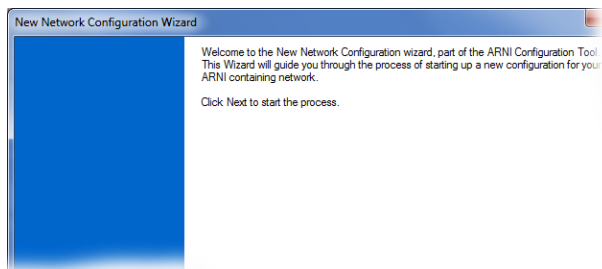 New Network Configuration Wizard
Welcome to the New Network Configuration wizard, part of the ARNI Configuration Tool.
This Wizard will guide you through the process of starting up a new configuration for your
ARNI containing network.
Click Next to start the process.